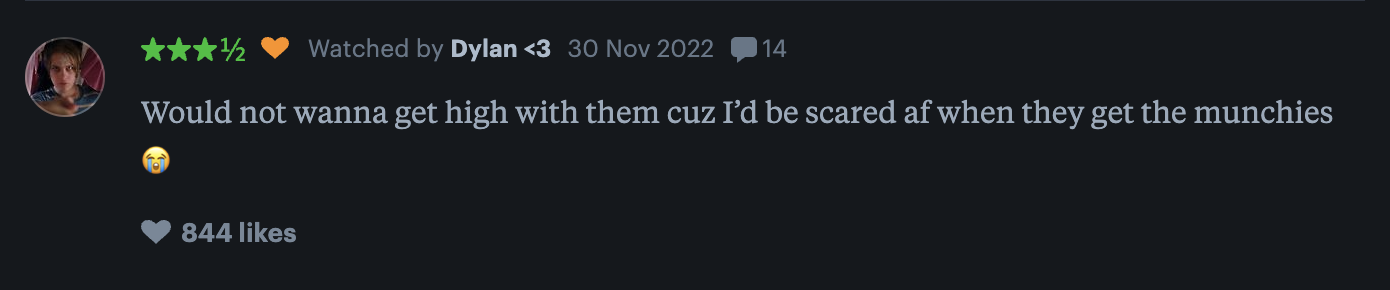 ★★★½ 🧡 Watched by Dylan <3 30 Nov 2022 14
Would not wanna get high with them cuz I’d be scared af when they get the munchies
😭
844 likes